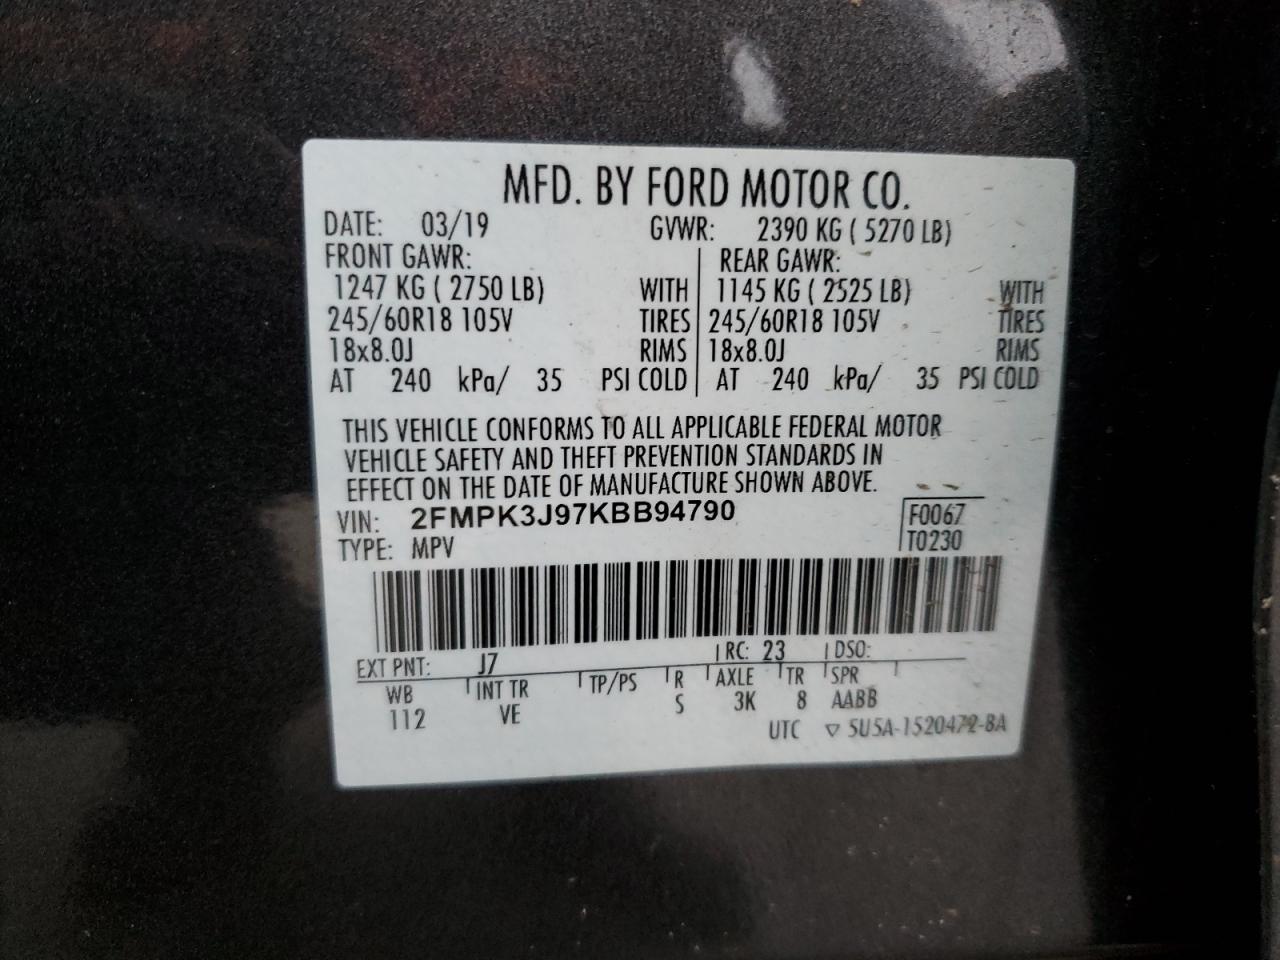 MFD. BY FORD MOTOR CO.
DATE: 03/19 GVWR: 2390 KG ( 5270 LB)
FRONT GAWR: REAR GAWR:
1247 KG ( 2750 LB) WITH 1145 KG ( 2525 LB) WITH
245/60R18 105V TIRES 245/60R18 105V TIRES
18x8.0J RIMS 18x8.0J RIMS
AT 240 kPa/ 35 PSI COLD AT 240 kPa/ 35 PSI COLD
THIS VEHICLE CONFORMS TO ALL APPLICABLE FEDERAL MOTOR
VEHICLE SAFETY AND THEFT PREVENTION STANDARDS IN
EFFECT ON THE DATE OF MANUFACTURE SHOWN ABOVE.
VIN: 2FMPK3J97KBB94790 F0067
TYPE: MPV T0230
EXT PNT: J7 RC: 23 DSO:
WB INT TR TP/PS R AXLE TR SPR
112 VE S 3K 8 AABB
UTC ▽ 5U5A-1520472-BA